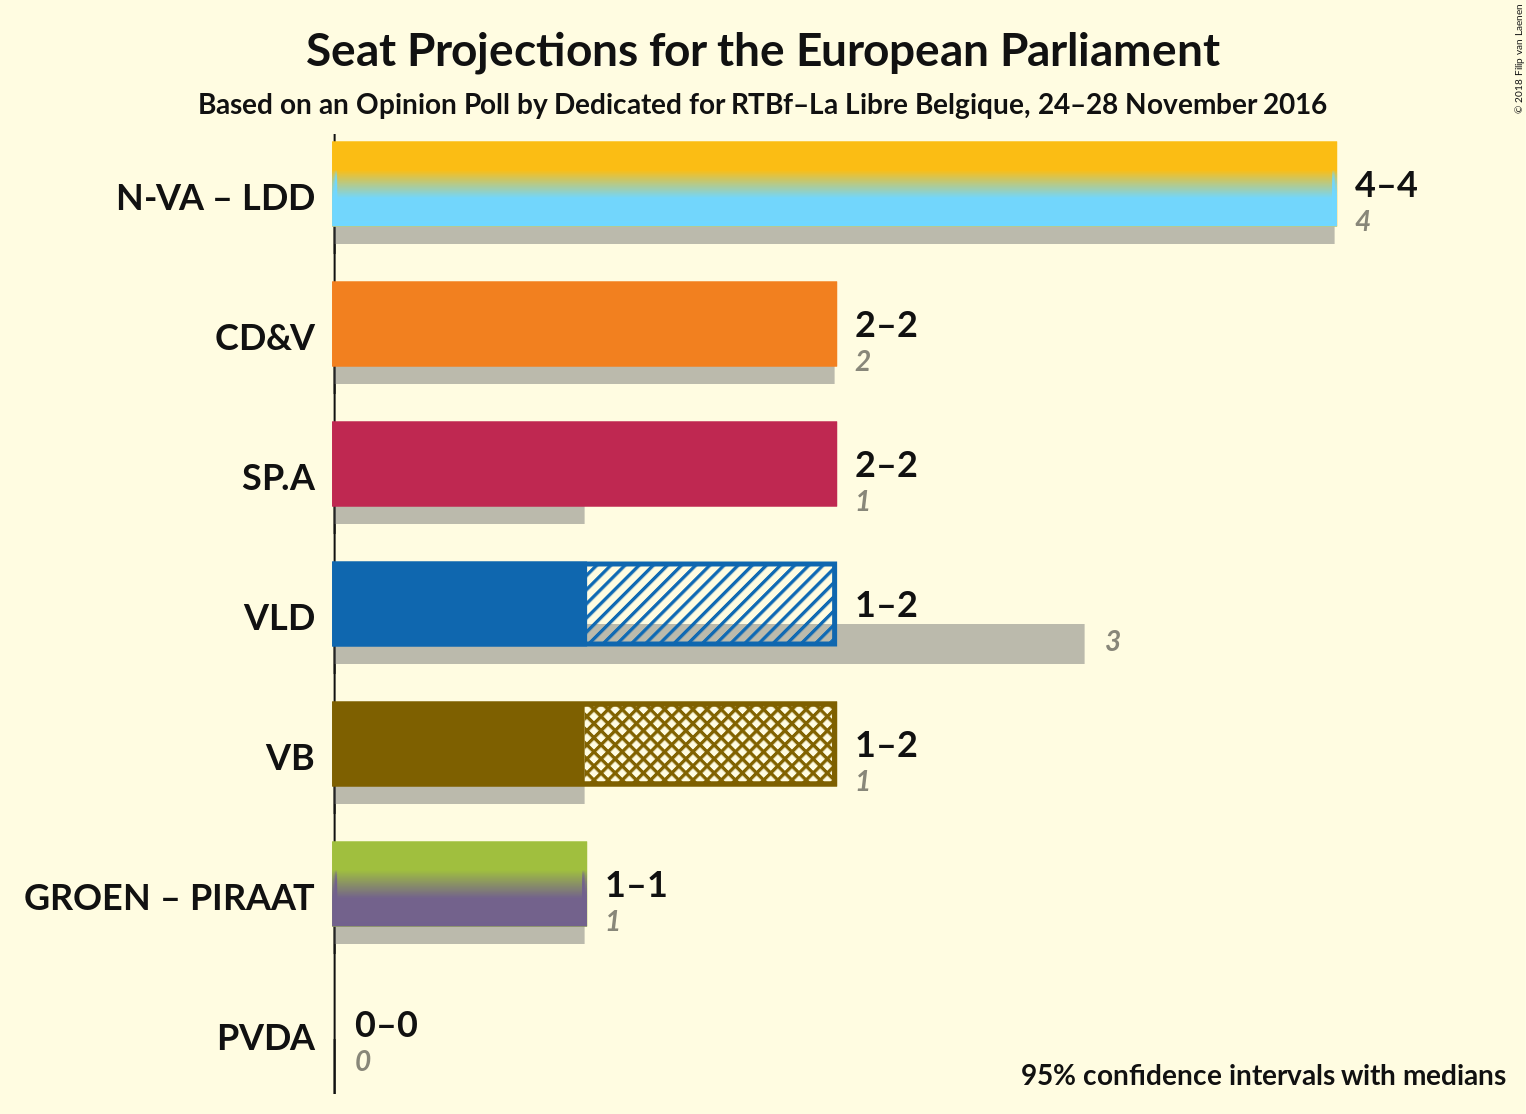 Seat Projections for the European Parliament
Based on an Opinion Poll by Dedicated for RTBf–La Libre Belgique, 24–28 November 2016
© 2018 Filip van Laenen
N-VA – LDD
4–4
4
CD&V
2–2
2
SP.A
2–2
1
VLD
1–2
3
VB
1–2
1
GROEN – PIRAAT
1–1
1
PVDA
0–0
0
95% confidence intervals with medians